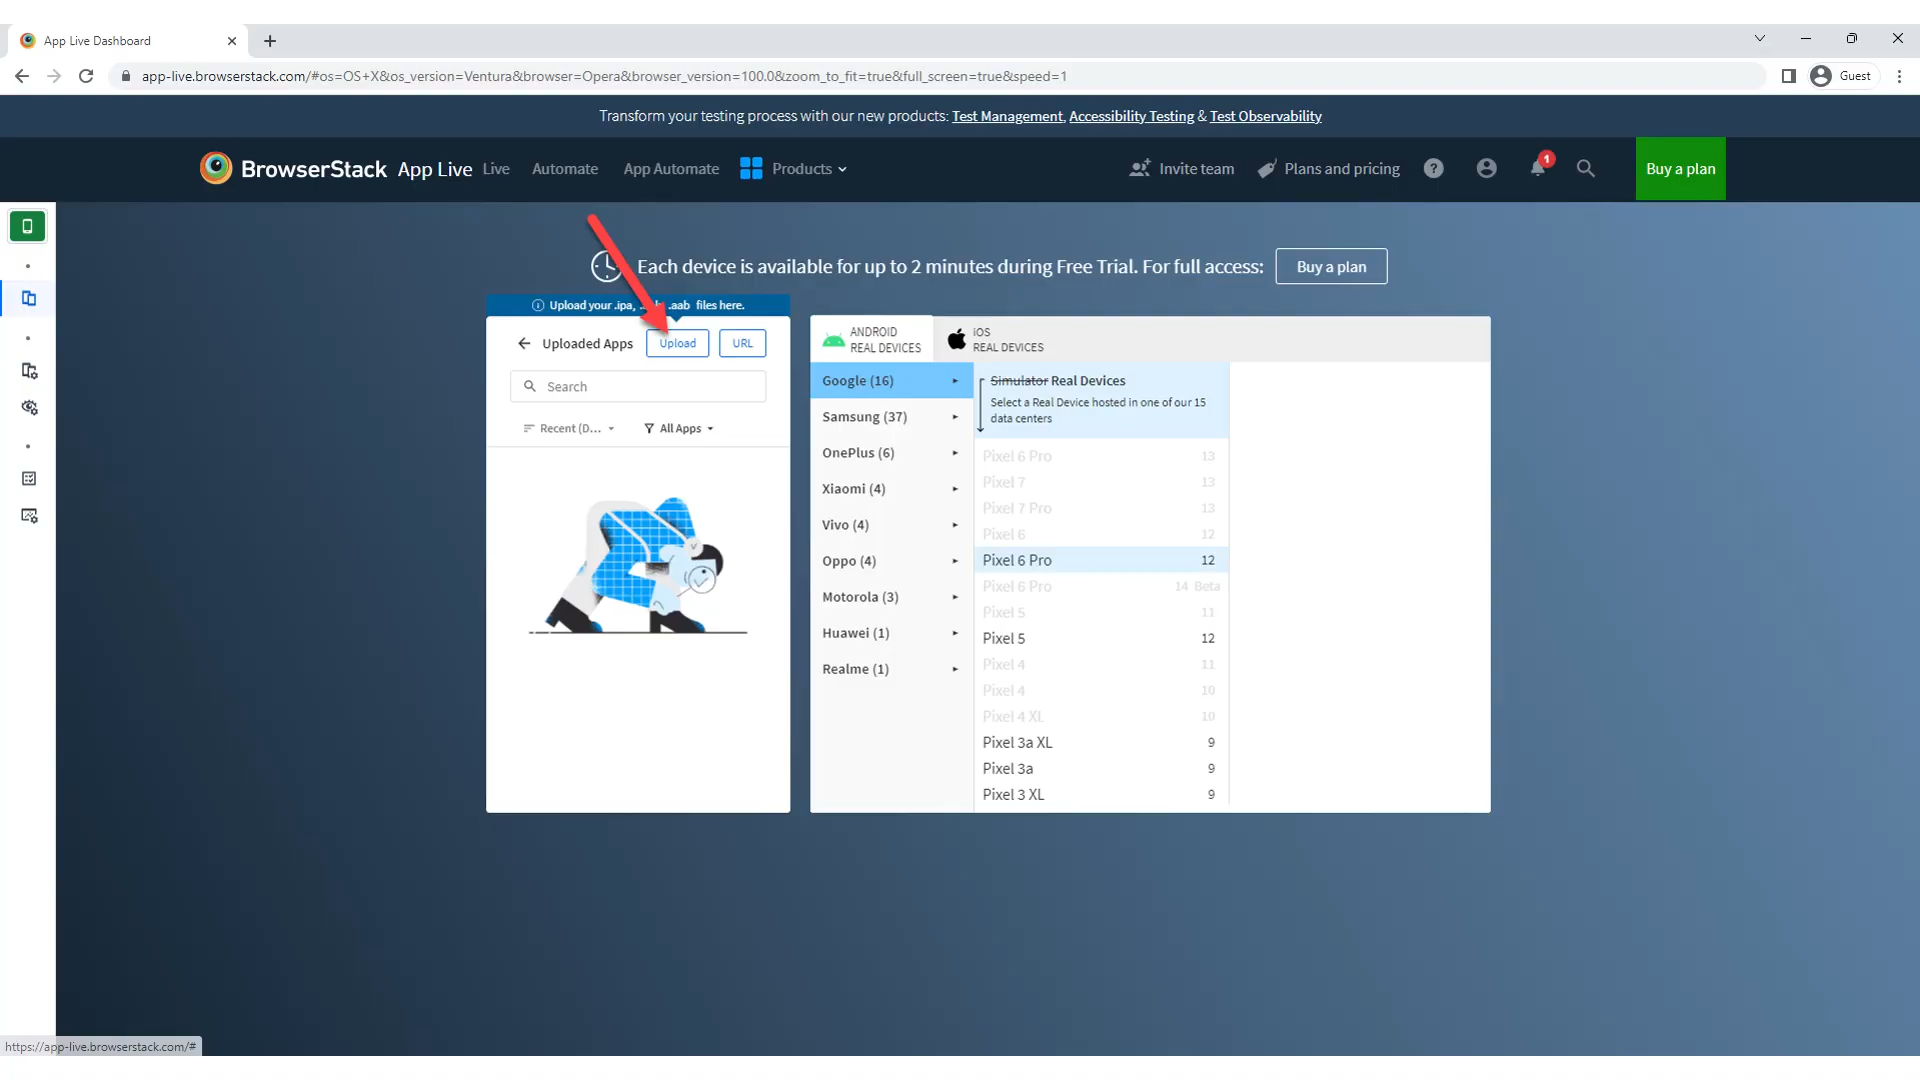 App Live Dashboard
app-live.browserstack.com/#os=OS+X&os_version=Ventura&browser=Opera&browser_version=100.0&zoom_to_fit=true&full_screen=true&speed=1
Guest
Transform your testing process with our new products: Test Management, Accessibility Testing & Test Observability
BrowserStack App Live Live Automate App Automate Products Invite team Plans and pricing ? 1 Buy a plan
Each device is available for up to 2 minutes during Free Trial. For full access: Buy a plan
Upload your .ipa, .aab files here.
Uploaded Apps Upload URL
Search
Recent (D... All Apps
ANDROID
REAL DEVICES
iOS
REAL DEVICES
Google (16)
Samsung (37)
OnePlus (6)
Xiaomi (4)
Vivo (4)
Oppo (4)
Motorola (3)
Huawei (1)
Realme (1)
Simulator Real Devices
Select a Real Device hosted in one of our 15
data centers
Pixel 6 Pro 13
Pixel 7 13
Pixel 7 Pro 13
Pixel 6 12
Pixel 6 Pro 12
Pixel 6 Pro 14 Beta
Pixel 5 11
Pixel 5 12
Pixel 4 11
Pixel 4 10
Pixel 4 XL 10
Pixel 3a XL 9
Pixel 3a 9
Pixel 3 XL 9
https://app-live.browserstack.com/#